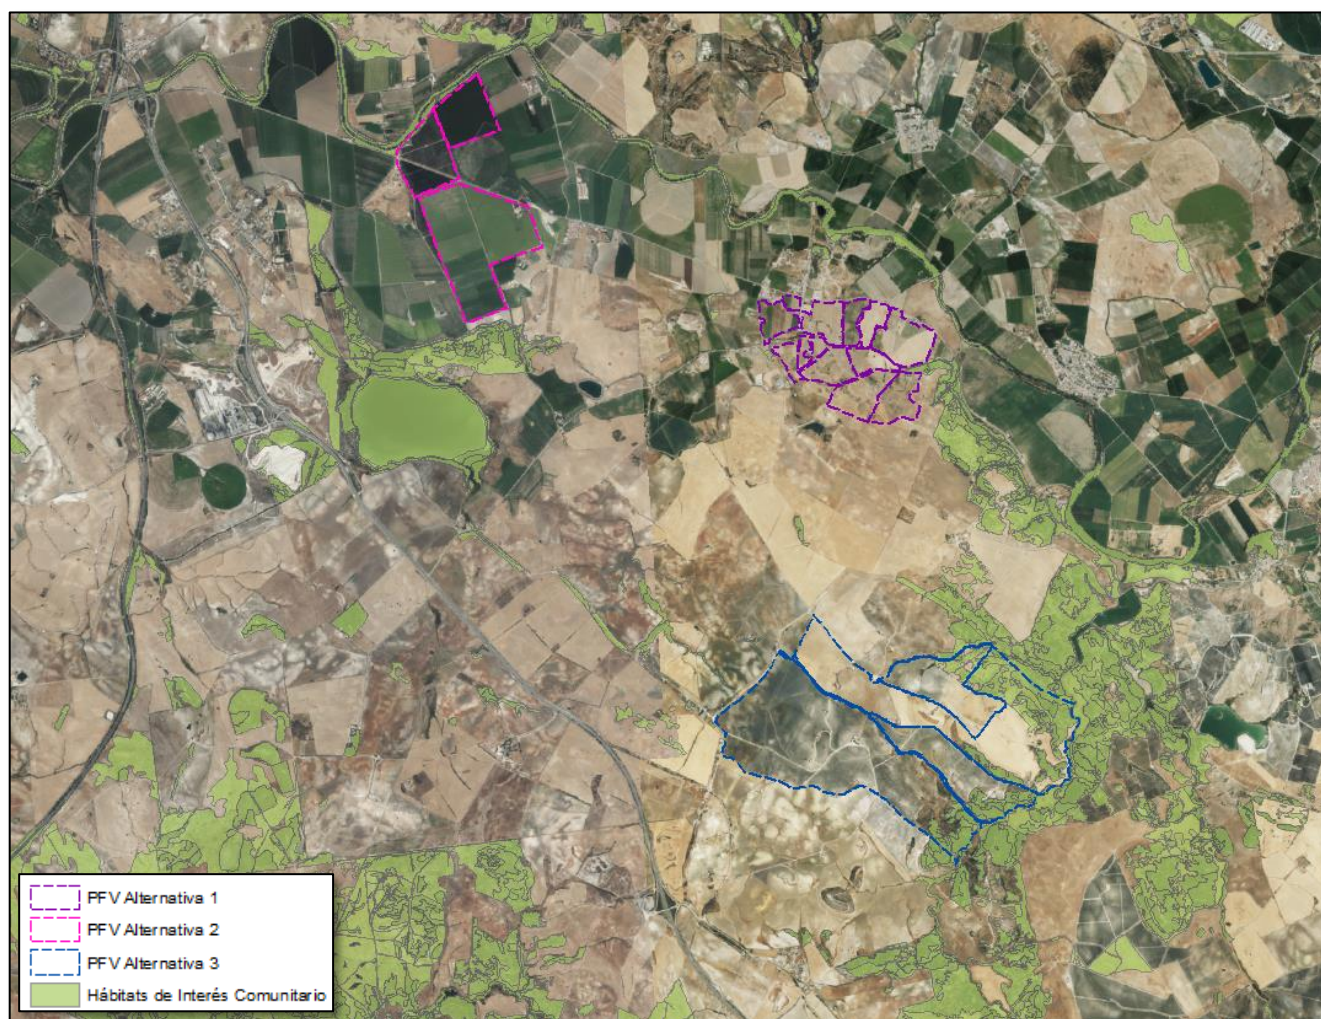 PFV Alternativa 1
PFV Alternativa 2
PFV Alternativa 3
Hábitats de Interés Comunitario